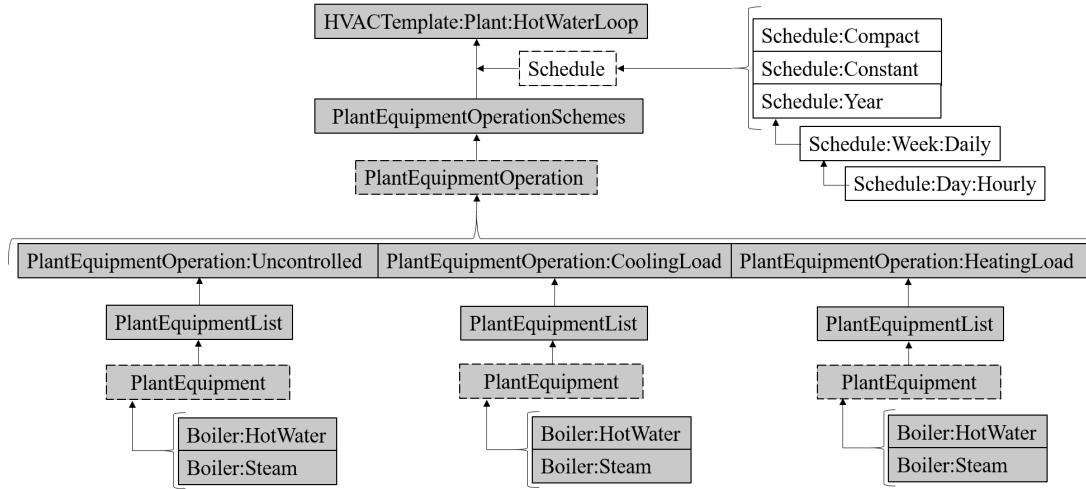 HVACTemplate:Plant:HotWaterLoop
Schedule
Schedule:Compact
Schedule:Constant
Schedule:Year
Schedule:Week:Daily
Schedule:Day:Hourly
PlantEquipmentOperationSchemes
PlantEquipmentOperation
PlantEquipmentOperation:Uncontrolled
PlantEquipmentOperation:CoolingLoad
PlantEquipmentOperation:HeatingLoad
PlantEquipmentList
PlantEquipmentList
PlantEquipmentList
PlantEquipment
PlantEquipment
PlantEquipment
Boiler:HotWater
Boiler:Steam
Boiler:HotWater
Boiler:Steam
Boiler:HotWater
Boiler:Steam